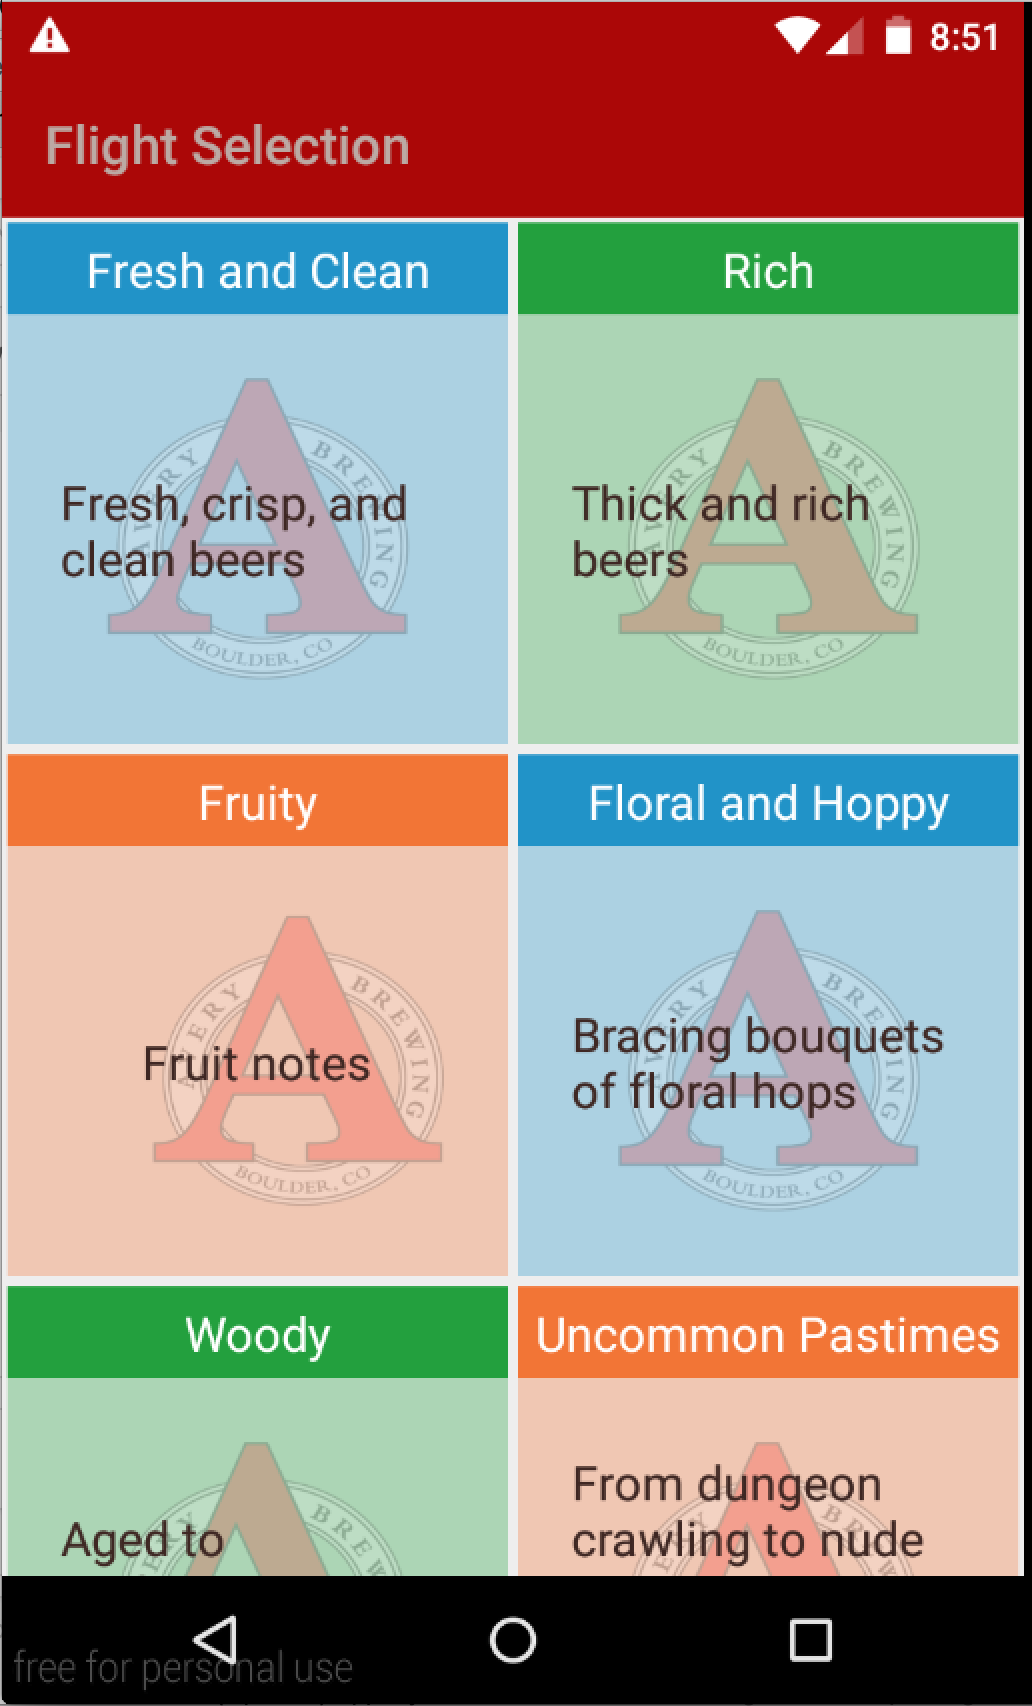 8:51
Flight Selection
Fresh and Clean
AVERY BREWING
Fresh, crisp, and
clean beers
BOULDER, CO
Rich
AVERY BREWING
Thick and rich
beers
BOULDER, CO
Fruity
AVERY BREWING
Fruit notes
BOULDER, CO
Floral and Hoppy
AVERY BREWING
Bracing bouquets
of floral hops
BOULDER, CO
Woody
Aged to
Uncommon Pastimes
From dungeon
crawling to nude
free for personal use